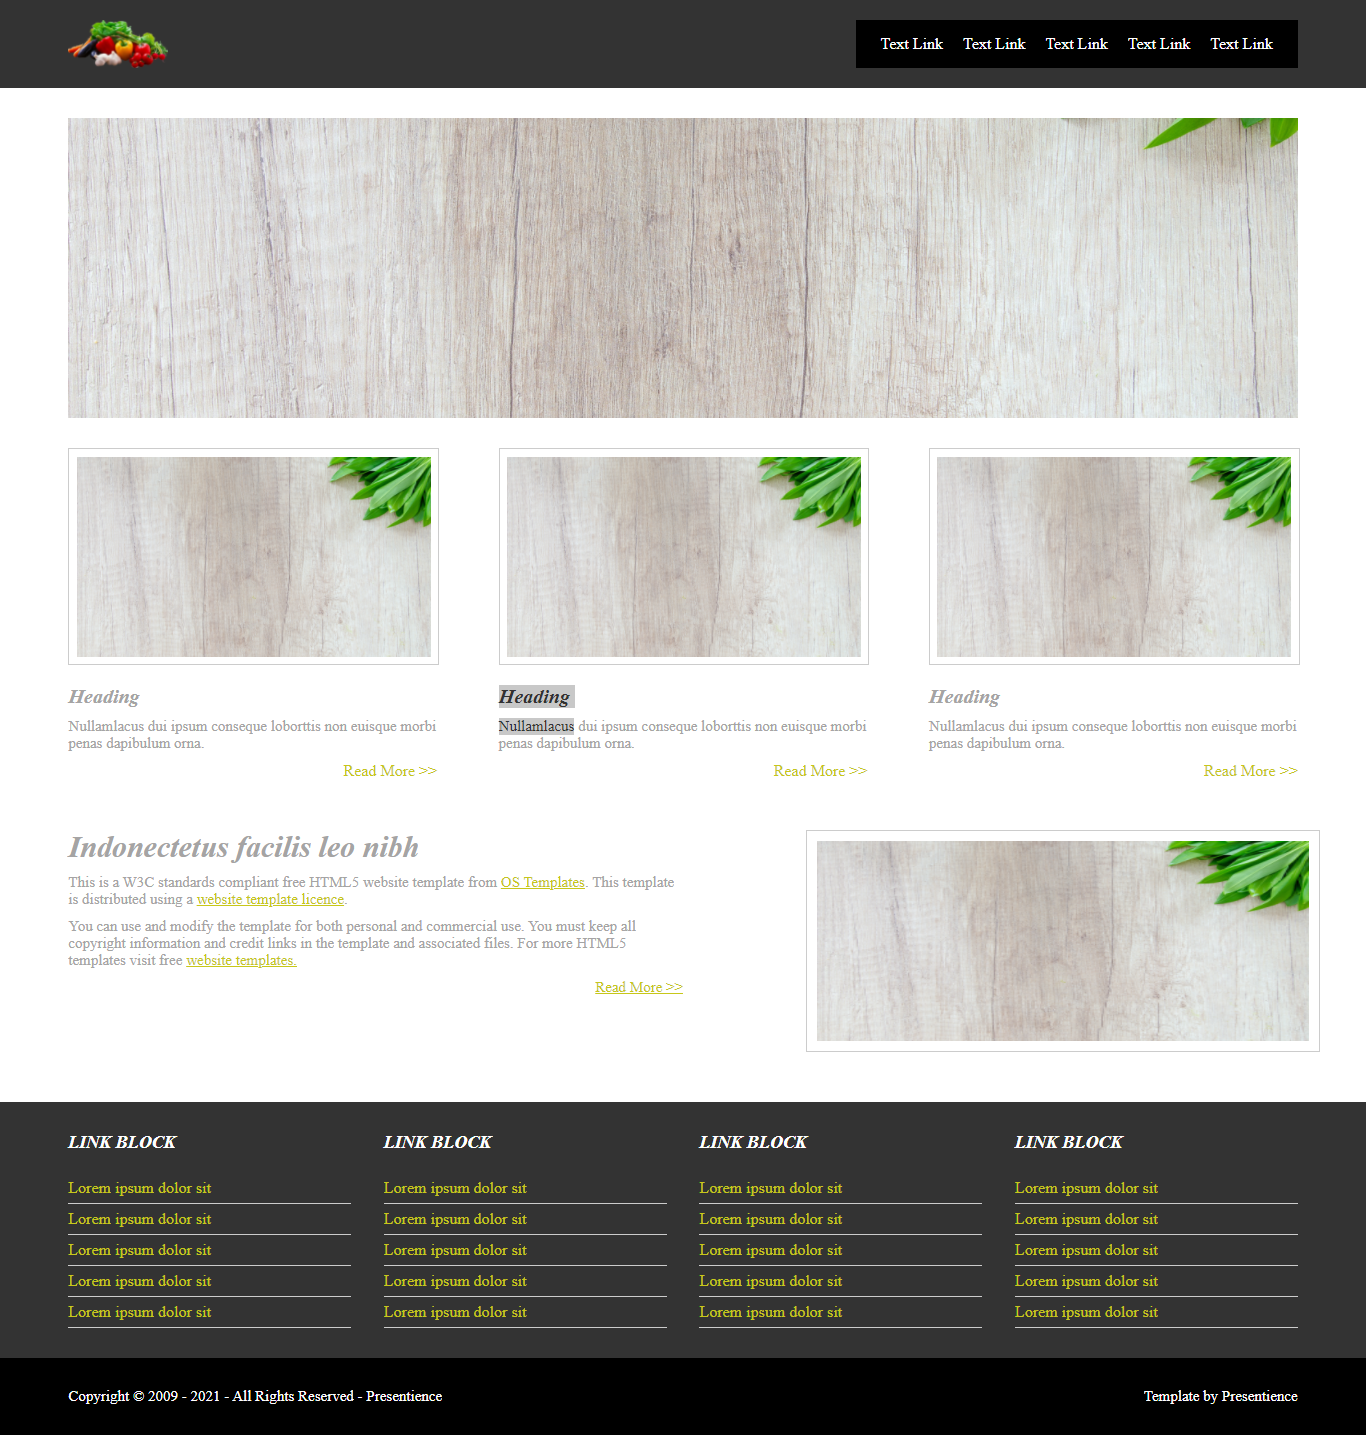 Text Link Text Link Text Link Text Link Text Link
Heading
Nullamlacus dui ipsum conseque loborttis non euisque morbi
penas dapibulum orna.
Read More >>
Heading
Nullamlacus dui ipsum conseque loborttis non euisque morbi
penas dapibulum orna.
Read More >>
Heading
Nullamlacus dui ipsum conseque loborttis non euisque morbi
penas dapibulum orna.
Read More >>
Indonectetus facilis leo nibh
This is a W3C standards compliant free HTML5 website template from OS Templates. This template
is distributed using a website template licence.
You can use and modify the template for both personal and commercial use. You must keep all
copyright information and credit links in the template and associated files. For more HTML5
templates visit free website templates.
Read More >>
LINK BLOCK
Lorem ipsum dolor sit
Lorem ipsum dolor sit
Lorem ipsum dolor sit
Lorem ipsum dolor sit
Lorem ipsum dolor sit
LINK BLOCK
Lorem ipsum dolor sit
Lorem ipsum dolor sit
Lorem ipsum dolor sit
Lorem ipsum dolor sit
Lorem ipsum dolor sit
LINK BLOCK
Lorem ipsum dolor sit
Lorem ipsum dolor sit
Lorem ipsum dolor sit
Lorem ipsum dolor sit
Lorem ipsum dolor sit
LINK BLOCK
Lorem ipsum dolor sit
Lorem ipsum dolor sit
Lorem ipsum dolor sit
Lorem ipsum dolor sit
Lorem ipsum dolor sit
Copyright © 2009 - 2021 - All Rights Reserved - Presentience
Template by Presentience